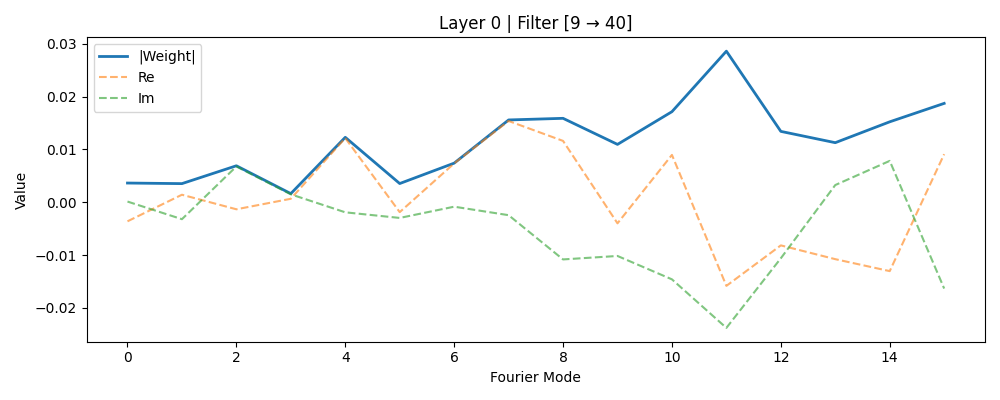 Layer 0 | Filter [9 → 40]
|Weight|
Re
Im
0.03
0.02
0.01
0.00
−0.01
−0.02
Value
0 2 4 6 8 10 12 14
Fourier Mode